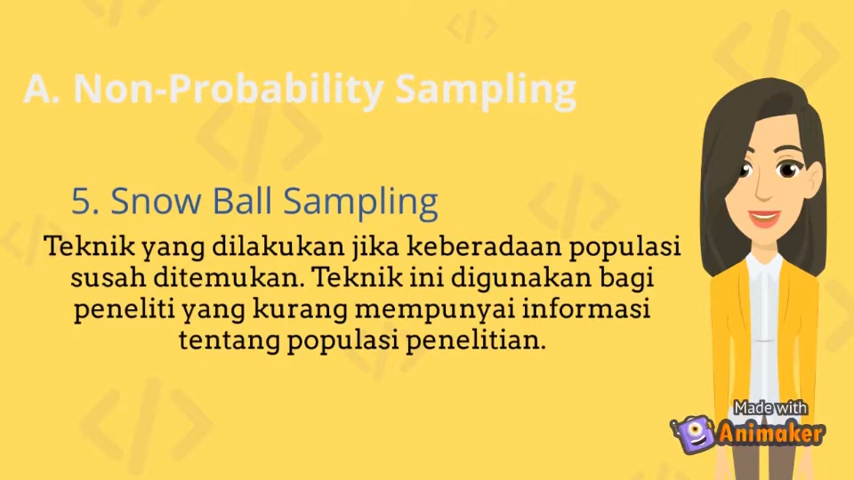 A. Non-Probability Sampling
5. Snow Ball Sampling
Teknik yang dilakukan jika keberadaan populasi
susah ditemukan. Teknik ini digunakan bagi
peneliti yang kurang mempunyai informasi
tentang populasi penelitian.
Made with
Animaker